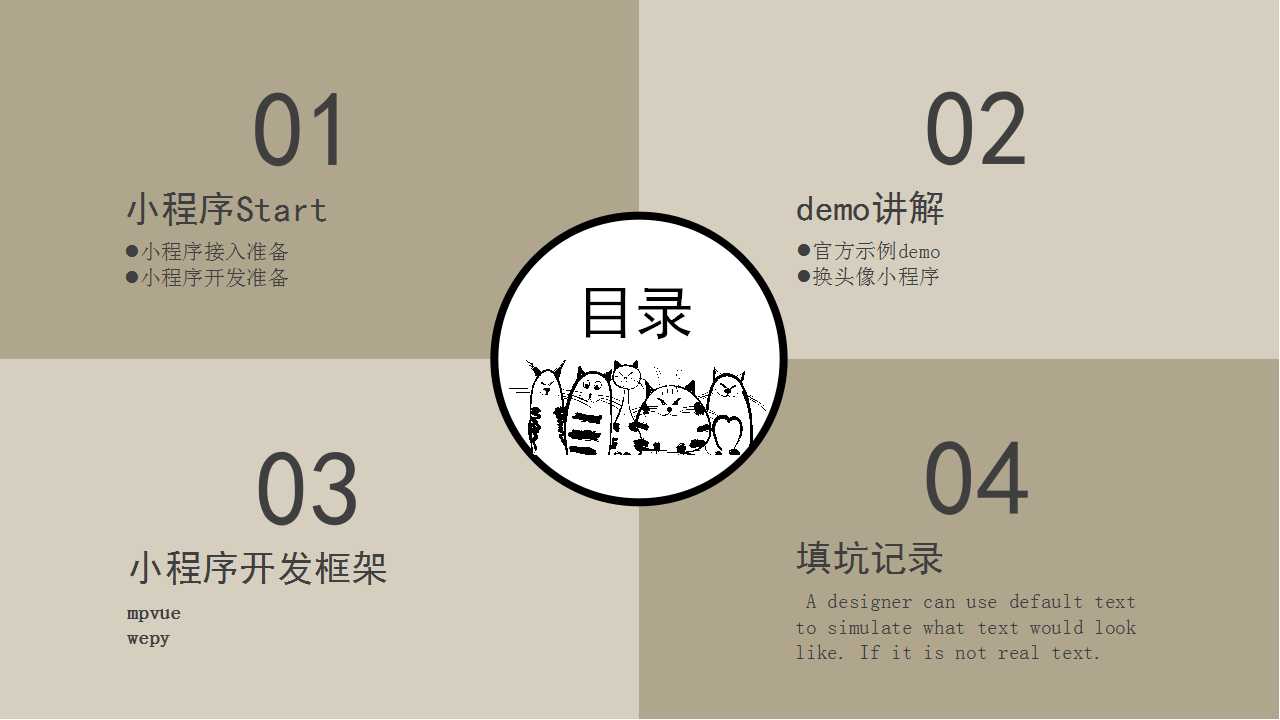 01
小程序Start
●小程序接入准备
●小程序开发准备
02
demo讲解
●官方示例demo
●换头像小程序
目录
03
小程序开发框架
mpvue
wepy
04
填坑记录
A designer can use default text
to simulate what text would look
like. If it is not real text.